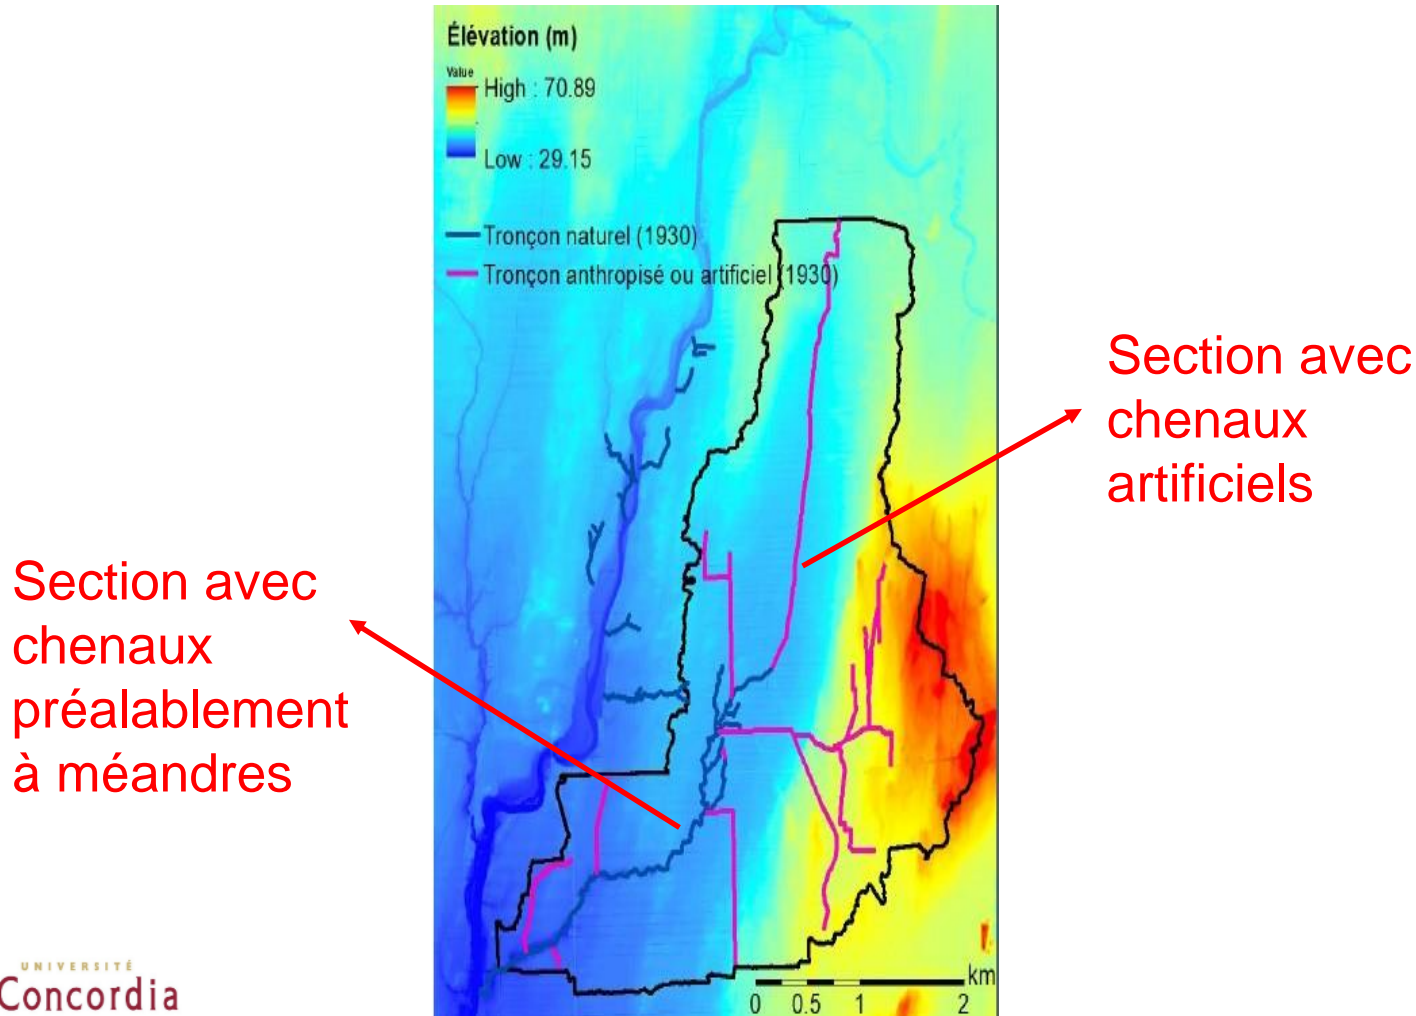 Élévation (m)
Value
High : 70.89
Low : 29.15
Tronçon naturel (1930)
Tronçon anthropisé ou artificiel (1930)
Section avec
chenaux
artificiels
Section avec
chenaux
préalablement
à méandres
km
0 0.5 1 2
UNIVERSITÉ
Concordia